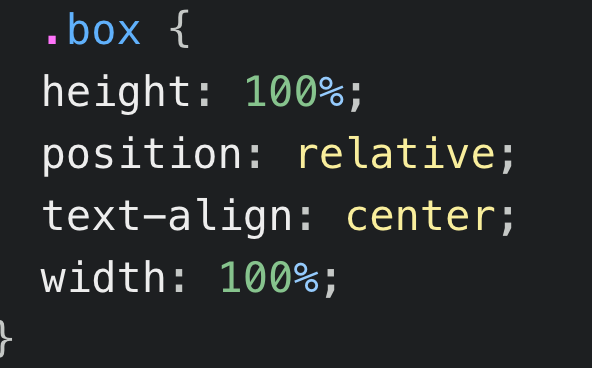 .box {
height: 100%;
position: relative;
text-align: center;
width: 100%;
}